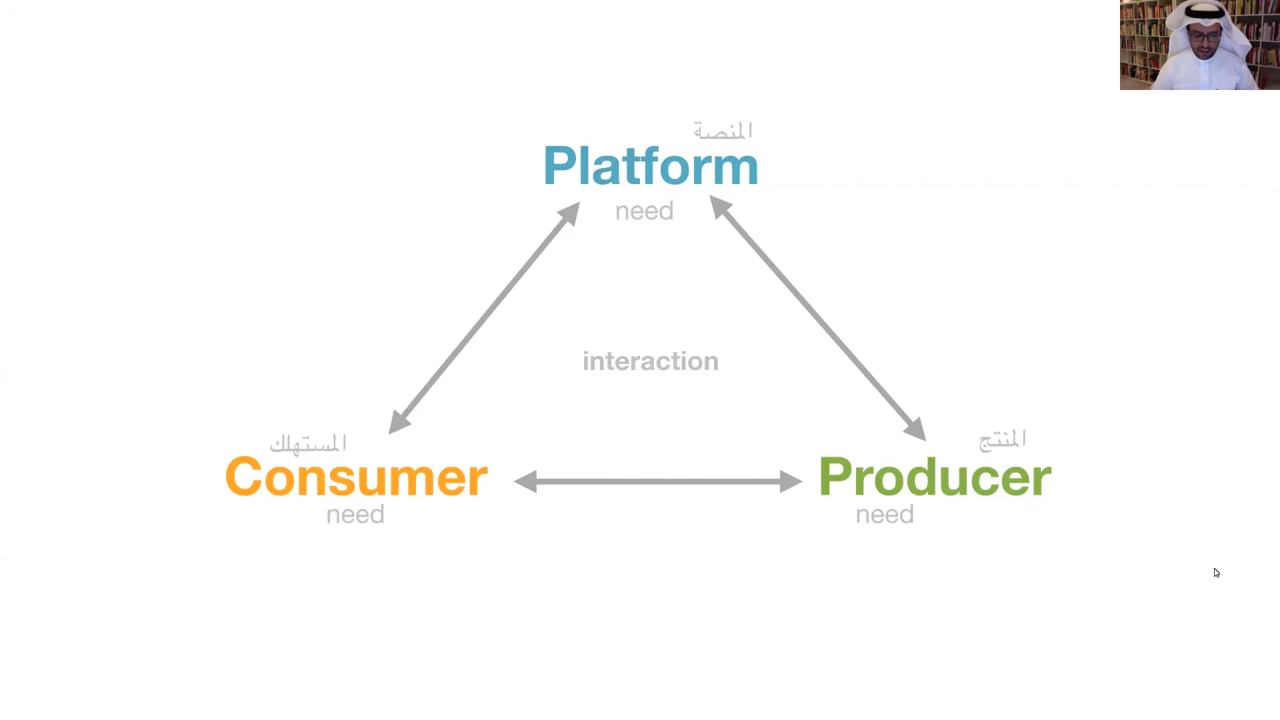 المنصة
Platform
need
interaction
المستهلك
Consumer
need
المنتج
Producer
need